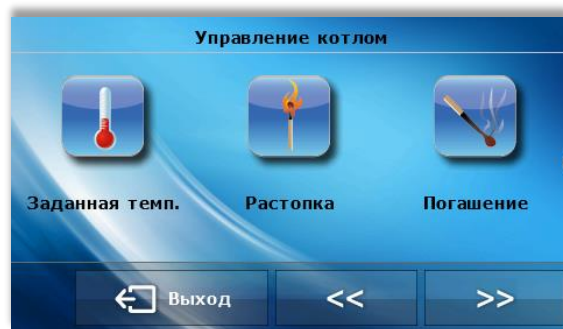 Управление котлом
Заданная темп. Растопка Погашение
Выход << >>